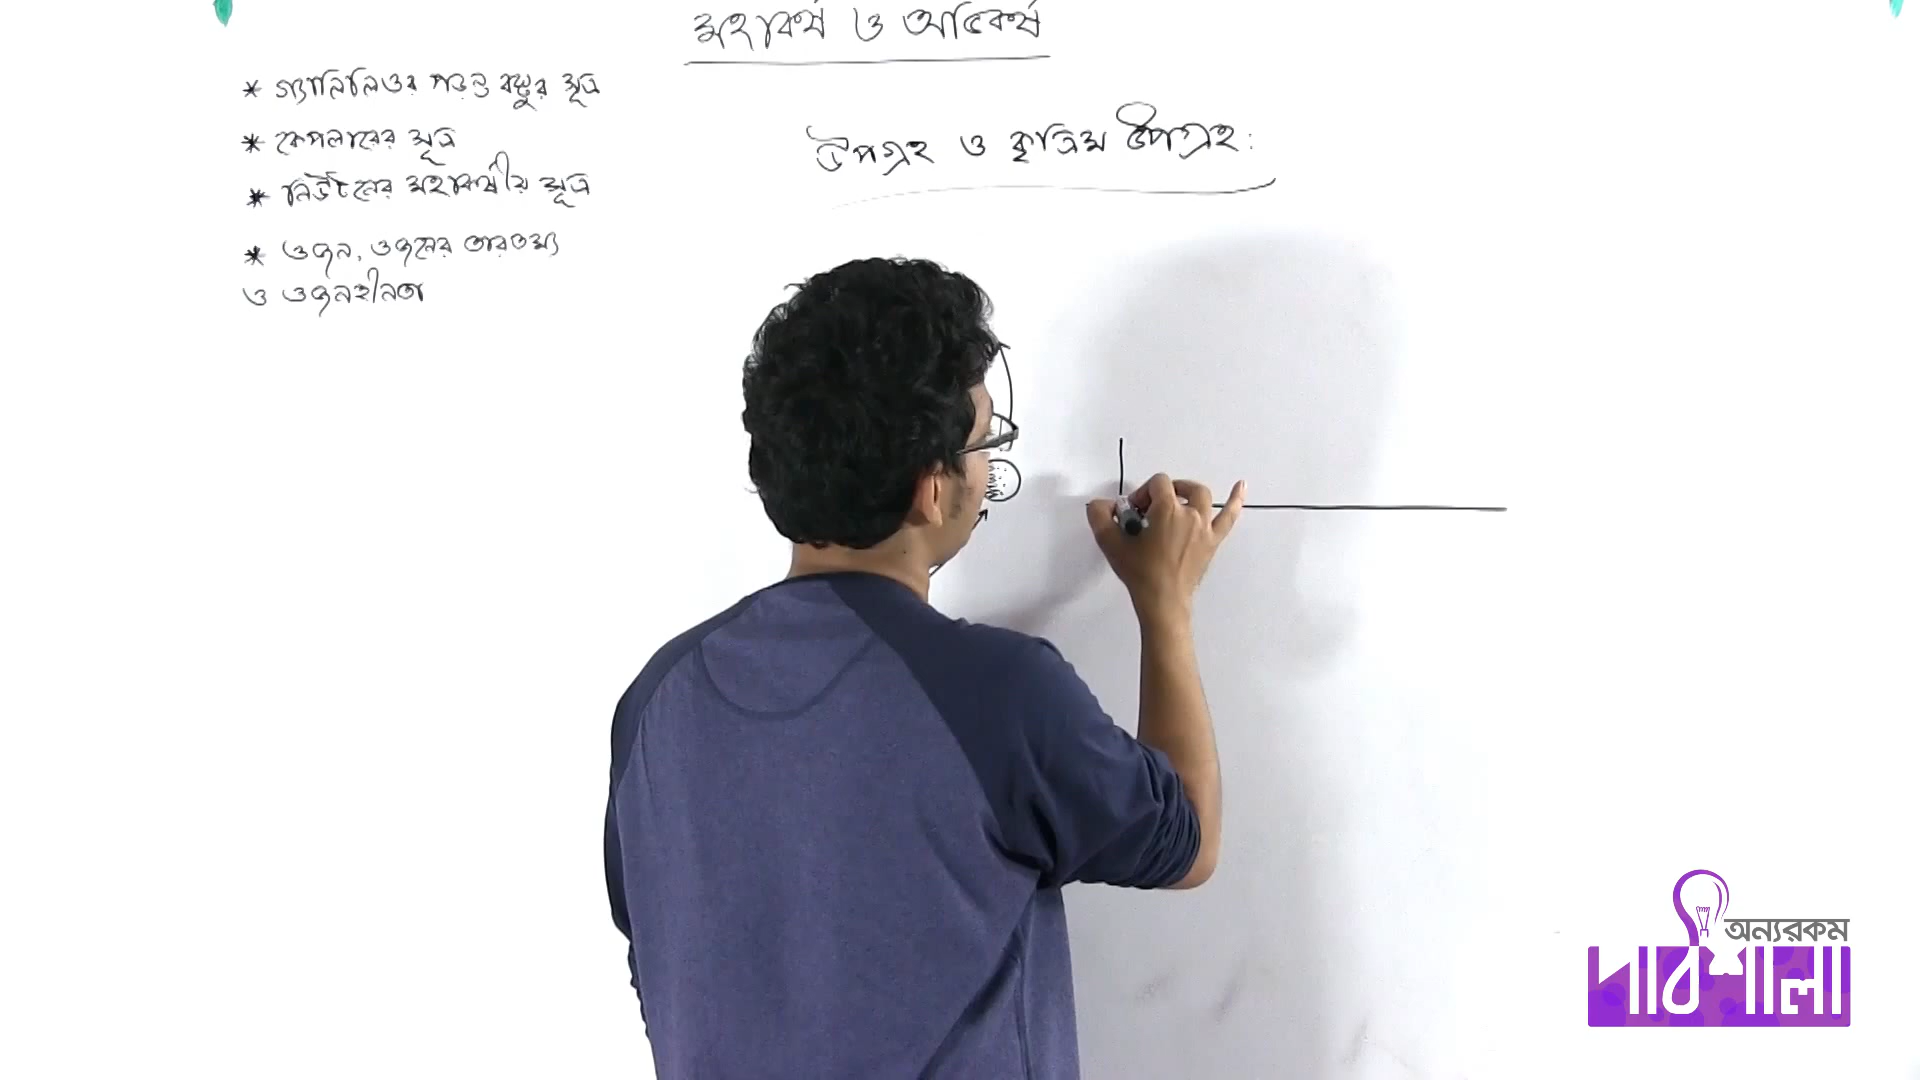 মহাকর্ষ ও অভিকর্ষ
* গ্যালিলিওর পড়ন্ত বস্তুর সূত্র
* কেপলারের সূত্র
* নিউটনের মহাকর্ষীয় সূত্র
* ওজন, ওজনের তারতম্য
ও ওজনহীনতা
উপগ্রহ ও কৃত্রিম উপগ্রহ:
অন্যরকম
পাঠশালা